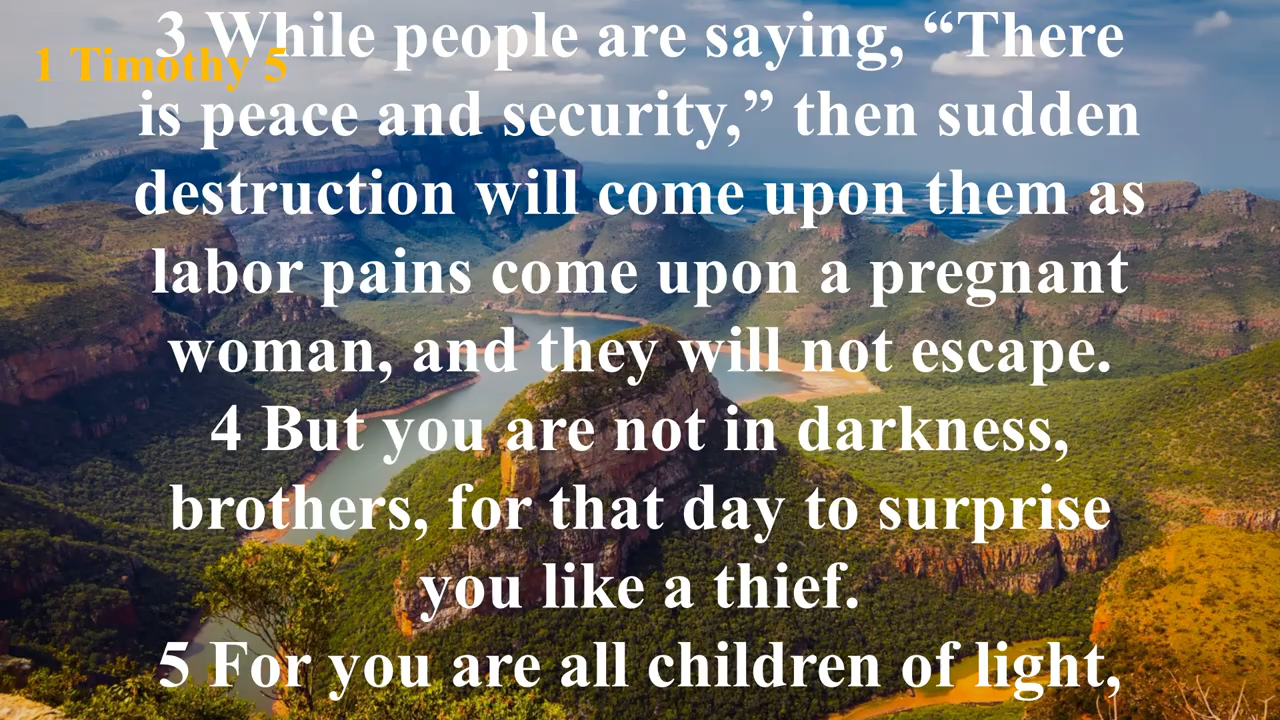 1 Timothy 5
3 While people are saying, “There
is peace and security,” then sudden
destruction will come upon them as
labor pains come upon a pregnant
woman, and they will not escape.
4 But you are not in darkness,
brothers, for that day to surprise
you like a thief.
5 For you are all children of light,